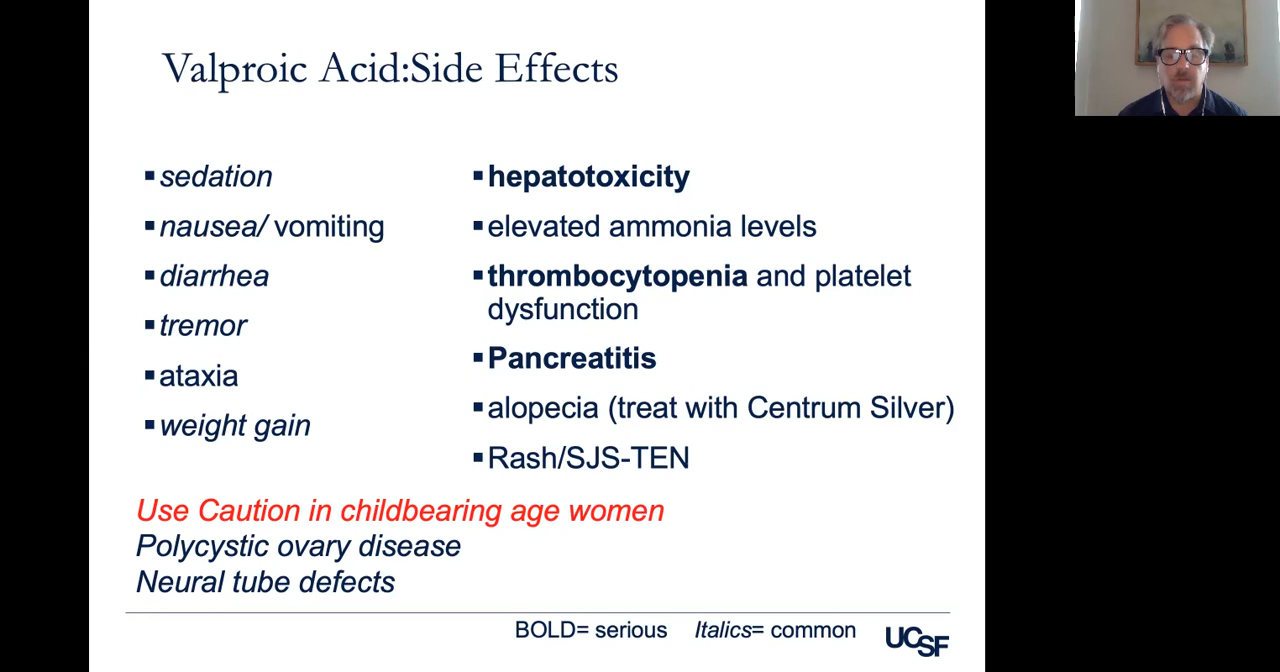 Valproic Acid:Side Effects
▪sedation
▪nausea/ vomiting
▪diarrhea
▪tremor
▪ataxia
▪weight gain
▪hepatotoxicity
▪elevated ammonia levels
▪thrombocytopenia and platelet
dysfunction
▪Pancreatitis
▪alopecia (treat with Centrum Silver)
▪Rash/SJS-TEN
Use Caution in childbearing age women
Polycystic ovary disease
Neural tube defects
BOLD= serious Italics= common
UCSF